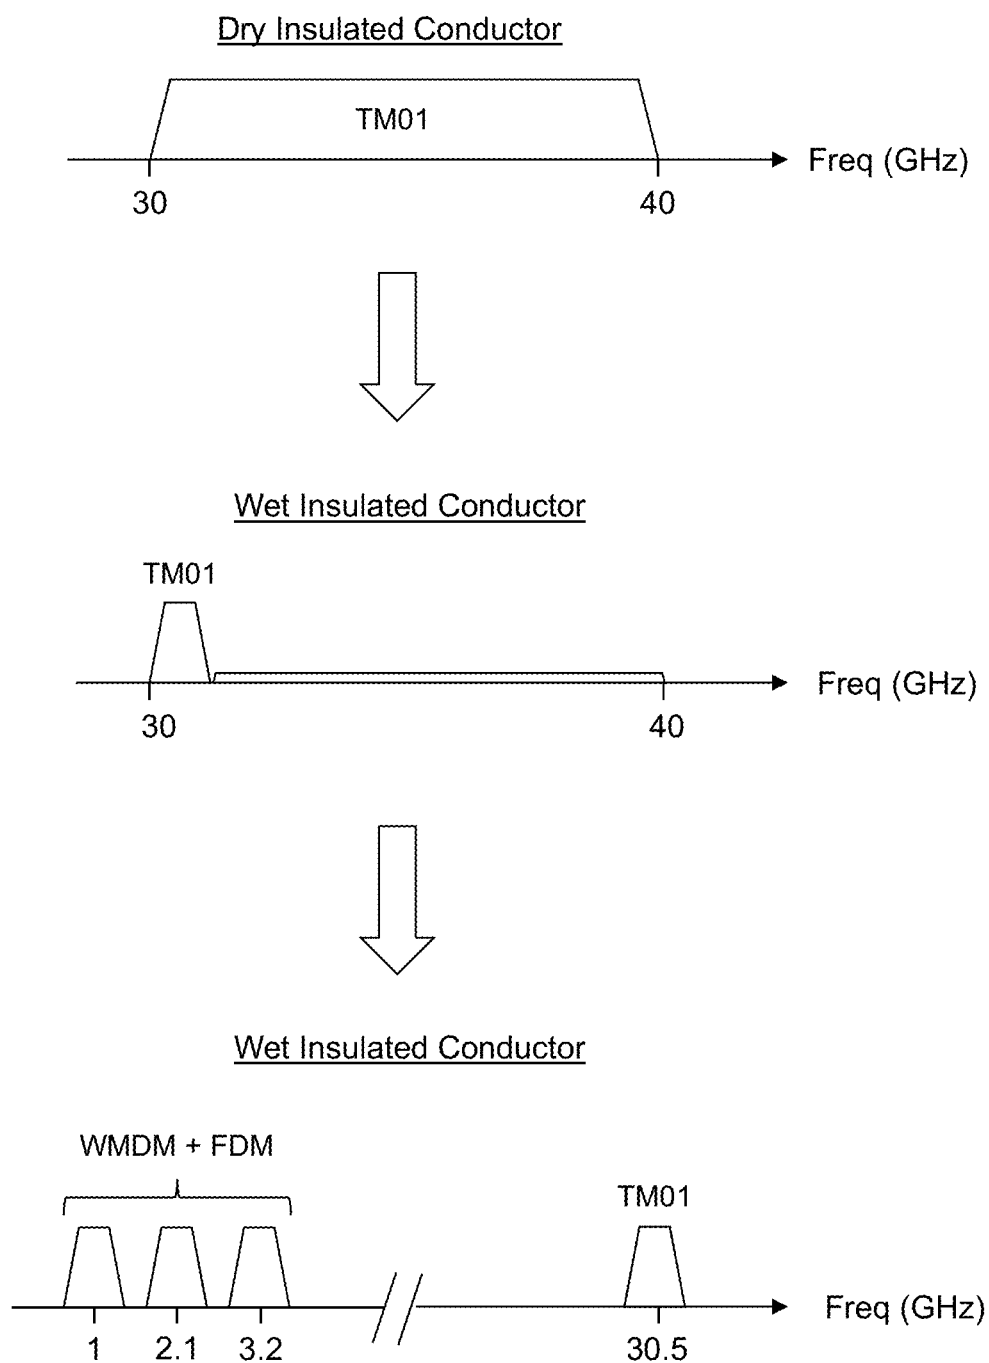 Dry Insulated Conductor
TM01
Freq (GHz)
30
40
Wet Insulated Conductor
TM01
Freq (GHz)
30
40
Wet Insulated Conductor
WMDM + FDM
TM01
Freq (GHz)
1
2.1
3.2
30.5